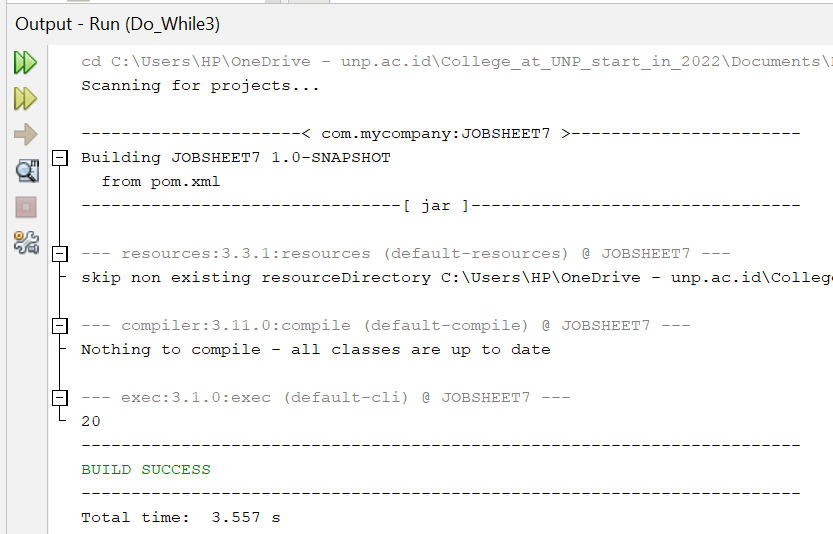 Output - Run (Do_While3)
cd C:\Users\HP\OneDrive - unp.ac.id\College_at_UNP_start_in_2022\Documents\
Scanning for projects...
----------------------< com.mycompany:JOBSHEET7 >-----------------------
Building JOBSHEET7 1.0-SNAPSHOT
from pom.xml
--------------------------------[ jar ]---------------------------------
--- resources:3.3.1:resources (default-resources) @ JOBSHEET7 ---
skip non existing resourceDirectory C:\Users\HP\OneDrive - unp.ac.id\Colleg
--- compiler:3.11.0:compile (default-compile) @ JOBSHEET7 ---
Nothing to compile - all classes are up to date
--- exec:3.1.0:exec (default-cli) @ JOBSHEET7 ---
20
------------------------------------------------------------------------
BUILD SUCCESS
------------------------------------------------------------------------
Total time:  3.557 s